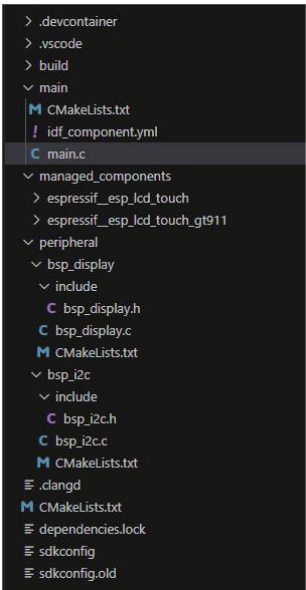 .devcontainer
.vscode
build
main
M CMakeLists.txt
! idf_component.yml
C main.c
managed_components
espressif__esp_lcd_touch
espressif__esp_lcd_touch_gt911
peripheral
bsp_display
include
C bsp_display.h
C bsp_display.c
M CMakeLists.txt
bsp_i2c
include
C bsp_i2c.h
C bsp_i2c.c
M CMakeLists.txt
.clangd
M CMakeLists.txt
dependencies.lock
sdkconfig
sdkconfig.old